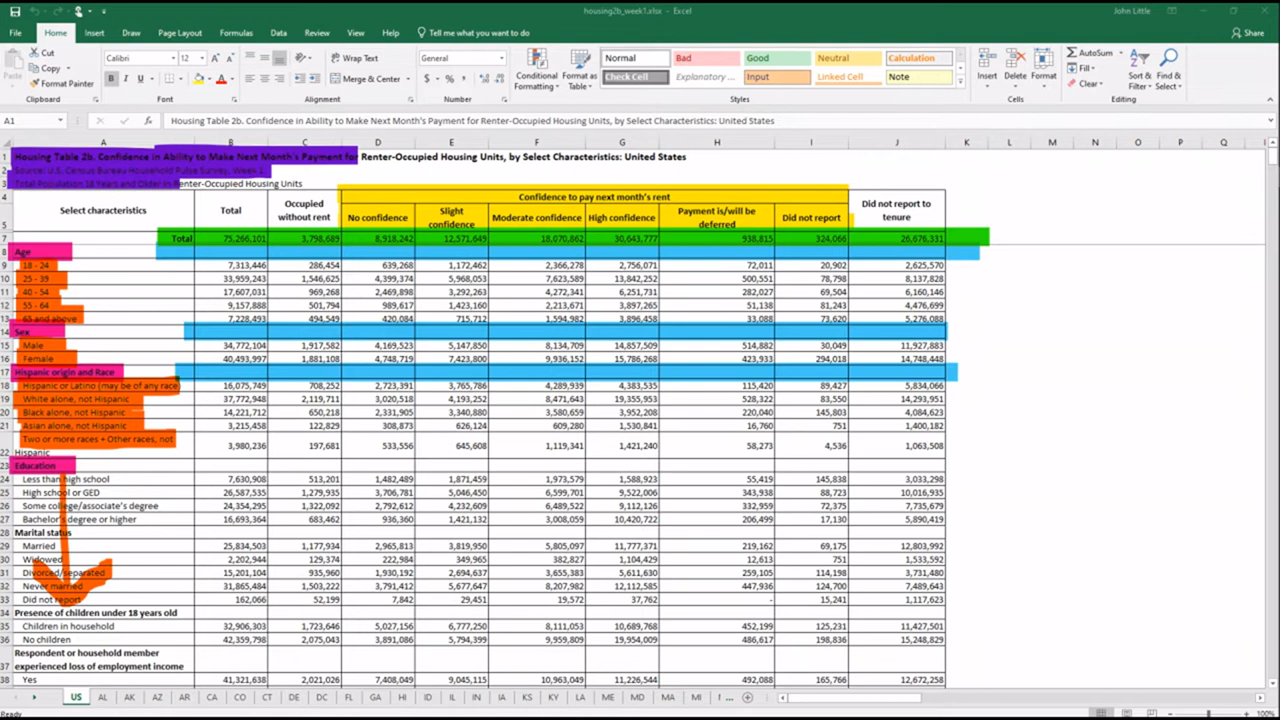 housing2b_week1.xlsx - Excel
John Little
File Home Insert Draw Page Layout Formulas Data Review View Help Tell me what you want to do Share
Cut
Copy
Format Painter
Paste
Clipboard
Calibri 12
B I U
Font
Merge & Center
Alignment
General
$ % ,
Number
Conditional Formatting
Format as Table
Normal Bad Good Neutral Calculation
Check Cell Explanatory ... Input Linked Cell Note
Styles
Insert Delete Format
Cells
AutoSum
Fill
Clear
Sort & Filter
Find & Select
Editing
A1 fx Housing Table 2b. Confidence in Ability to Make Next Month's Payment for Renter-Occupied Housing Units, by Select Characteristics: United States
A B C D E F G H I J K L M N O P Q
1 Housing Table 2b. Confidence in Ability to Make Next Month's Payment for Renter-Occupied Housing Units, by Select Characteristics: United States
2 Source: U.S. Census Bureau Household Pulse Survey, Week 1
3 Total Population 18 Years and Older in Renter-Occupied Housing Units
4 Confidence to pay next month's rent
5 Select characteristics Total Occupied without rent No confidence Slight confidence Moderate confidence High confidence Payment is/will be deferred Did not report Did not report to tenure
7 Total 75,266,101 3,798,689 8,918,242 12,571,649 18,070,862 30,643,777 938,815 324,066 26,676,331
8 Age
9 18 - 24 7,313,446 286,454 639,268 1,172,462 2,366,278 2,756,071 72,011 20,902 2,625,570
10 25 - 39 33,959,243 1,546,625 4,399,374 5,968,053 7,623,589 13,842,252 500,551 78,798 8,137,828
11 40 - 54 17,607,031 969,251 2,469,898 3,292,263 4,272,341 6,251,731 282,027 69,504 6,160,146
12 55 - 64 9,157,888 501,794 989,617 1,423,160 2,213,671 3,897,265 51,138 81,243 4,476,699
13 65 and above 7,228,493 494,549 420,084 715,712 1,594,982 3,896,458 33,088 73,620 5,276,088
14 Sex
15 Male 34,772,104 1,917,582 4,169,523 5,147,850 8,134,709 14,857,509 514,882 30,049 11,927,883
16 Female 40,493,997 1,881,108 4,748,719 7,423,800 9,936,152 15,786,268 423,933 294,018 14,748,448
17 Hispanic origin and Race
18 Hispanic or Latino (may be of any race) 16,075,749 708,252 2,723,391 3,765,786 4,289,939 4,383,535 115,420 89,427 5,834,066
19 White alone, not Hispanic 37,772,948 2,119,711 3,020,518 4,193,252 8,471,643 19,355,953 528,322 83,550 14,293,951
20 Black alone, not Hispanic 14,221,712 650,218 2,331,905 3,340,880 3,580,659 3,952,208 220,040 145,803 4,084,623
21 Asian alone, not Hispanic 3,215,458 122,829 308,873 626,124 609,280 1,530,841 16,760 751 1,400,182
Two or more races + Other races, not
22 Hispanic 3,980,236 197,681 533,556 645,608 1,119,341 1,421,240 58,273 4,536 1,063,508
23 Education
24 Less than high school 7,630,908 513,201 1,482,489 1,871,459 1,973,579 1,588,923 55,419 145,838 3,033,298
25 High school or GED 26,587,535 1,279,935 3,706,781 5,046,450 6,599,701 9,522,006 343,938 88,723 10,016,935
26 Some college/associate's degree 24,354,295 1,322,092 2,792,612 4,232,609 6,489,522 9,112,126 332,959 72,375 7,735,679
27 Bachelor's degree or higher 16,693,364 683,462 936,360 1,421,132 3,008,059 10,420,722 206,499 17,130 5,890,419
28 Marital status
29 Married 25,834,503 1,177,934 2,965,813 3,819,950 5,805,097 11,777,371 219,162 69,175 12,803,992
30 Widowed 2,202,944 129,374 222,984 349,965 382,827 1,104,429 12,613 751 1,533,592
31 Divorced/separated 15,201,104 935,960 1,930,192 2,694,637 3,655,383 5,611,630 259,105 114,198 3,731,480
32 Never married 31,865,484 1,503,222 3,791,412 5,677,647 8,207,982 12,112,585 447,936 124,700 7,489,643
33 Did not report 162,066 52,199 7,842 29,451 19,572 37,762 - 15,241 1,117,623
34 Presence of children under 18 years old
35 Children in household 32,906,303 1,723,646 5,027,156 6,777,250 8,111,053 10,689,768 452,199 125,231 11,427,501
36 No children 42,359,798 2,075,043 3,891,086 5,794,399 9,959,809 19,954,009 486,617 198,836 15,248,829
Respondent or household member
37 experienced loss of employment income
38 Yes 41,321,638 2,021,026 7,408,049 9,045,115 10,963,049 11,226,544 492,088 165,766 12,672,258
US AL AK AZ AR CA CO CT DE DC FL GA HI ID IL IN IA KS KY LA ME MD MA MI ! ...
Ready 100%